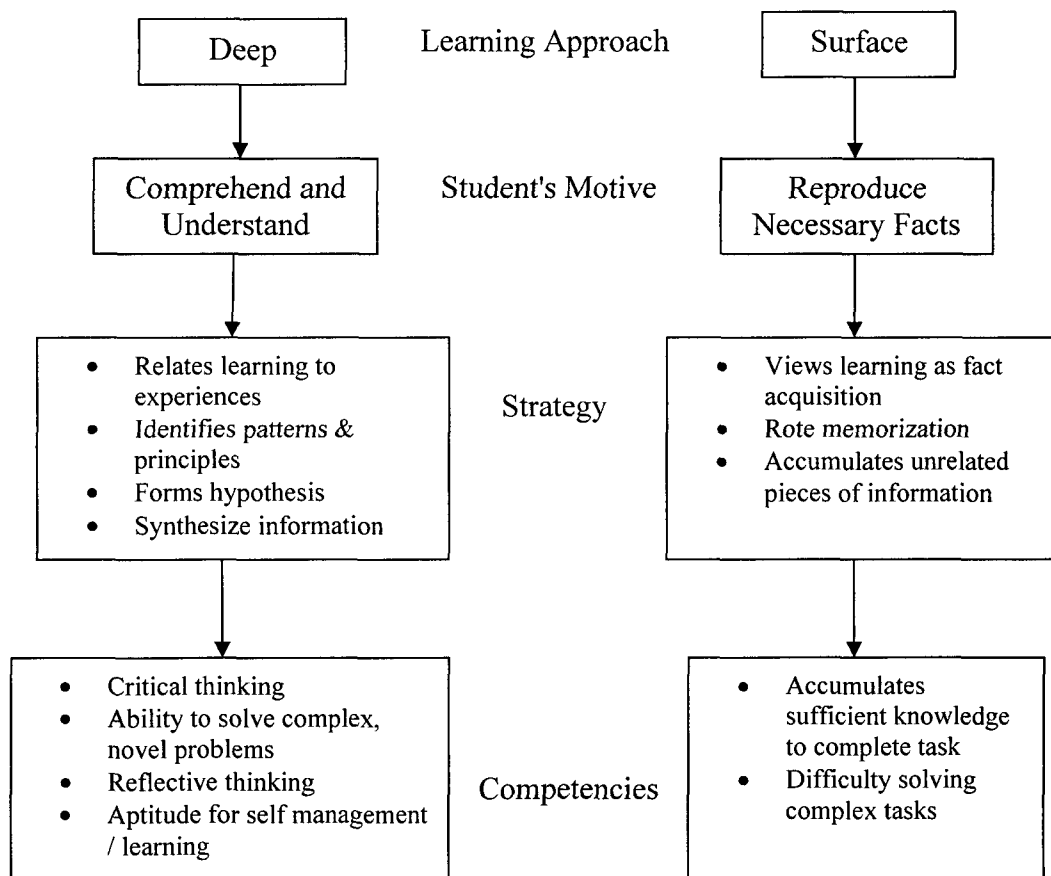 Deep
Learning Approach
Surface
Comprehend and
Understand
Student's Motive
Reproduce
Necessary Facts
• Relates learning to
experiences
• Identifies patterns &
principles
• Forms hypothesis
• Synthesize information
Strategy
• Views learning as fact
acquisition
• Rote memorization
• Accumulates unrelated
pieces of information
• Critical thinking
• Ability to solve complex,
novel problems
• Reflective thinking
• Aptitude for self management
/ learning
Competencies
• Accumulates
sufficient knowledge
to complete task
• Difficulty solving
complex tasks